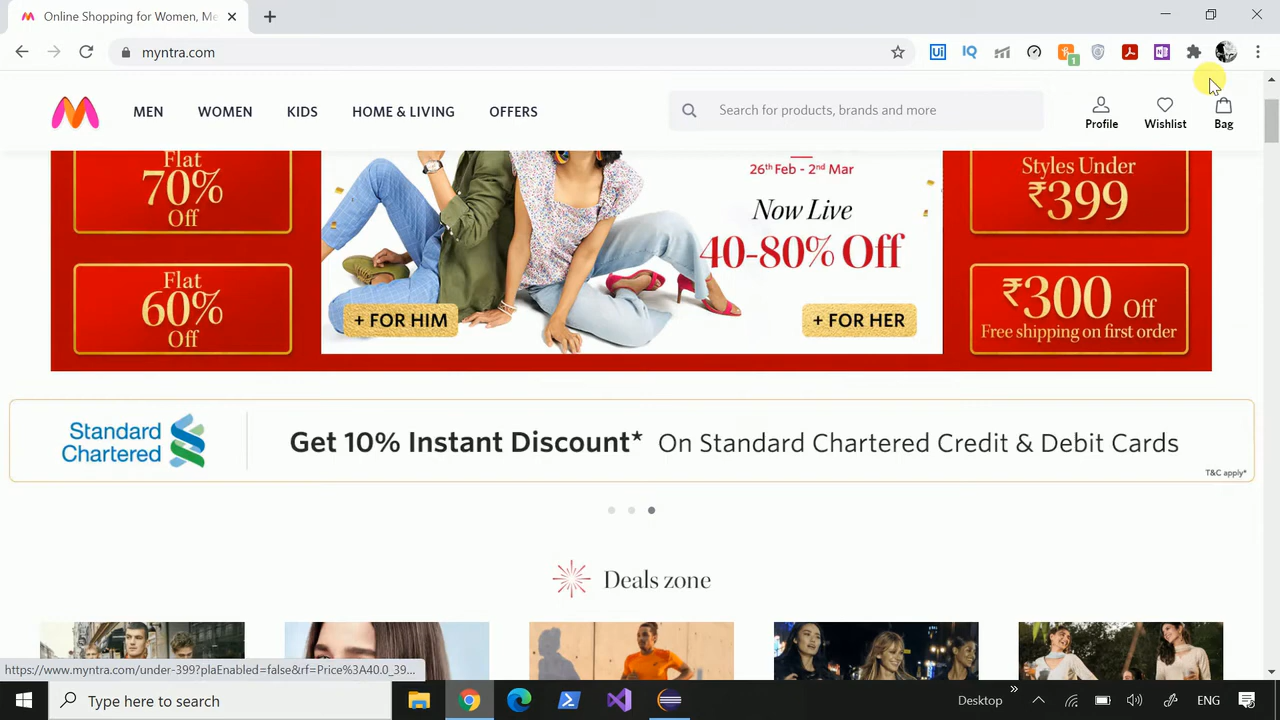 Online Shopping for Women, Me
myntra.com
Ui
IQ
1
MEN WOMEN KIDS HOME & LIVING OFFERS
Search for products, brands and more
Profile
Wishlist
Bag
Flat
70%
Off
Flat
60%
Off
26th Feb - 2nd Mar
Now Live
40-80% Off
+ FOR HIM
+ FOR HER
Styles Under
₹399
₹300 Off
Free shipping on first order
Standard
Chartered
Get 10% Instant Discount* On Standard Chartered Credit & Debit Cards
T&C apply*
Deals zone
https://www.myntra.com/under-399?plaEnabled=false&rf=Price%3A40.0_39...
Type here to search
Desktop
ENG